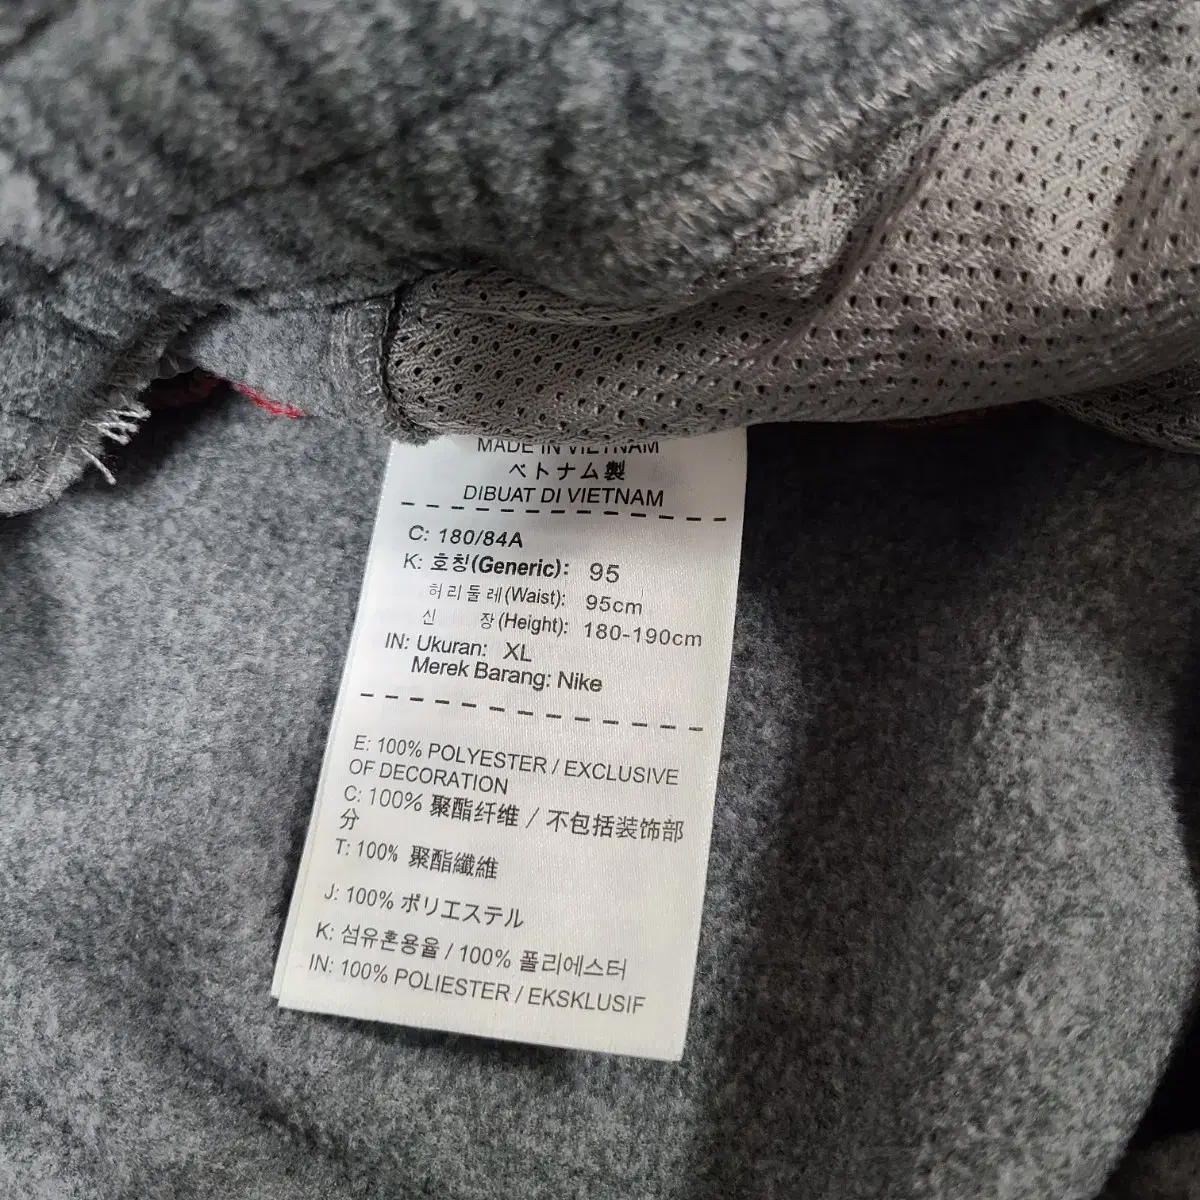 MADE IN VIETNAM
ベトナム製
DIBUAT DI VIETNAM
C: 180/84A
K: 호칭(Generic): 95
허리둘레(Waist): 95cm
신 장(Height): 180-190cm
IN: Ukuran: XL
Merek Barang: Nike
E: 100% POLYESTER / EXCLUSIVE
OF DECORATION
C: 100% 聚酯纤维 / 不包括装饰部
分
T: 100% 聚酯纖維
J: 100% ポリエステル
K: 섬유혼용율 / 100% 폴리에스터
IN: 100% POLIESTER / EKSKLUSIF